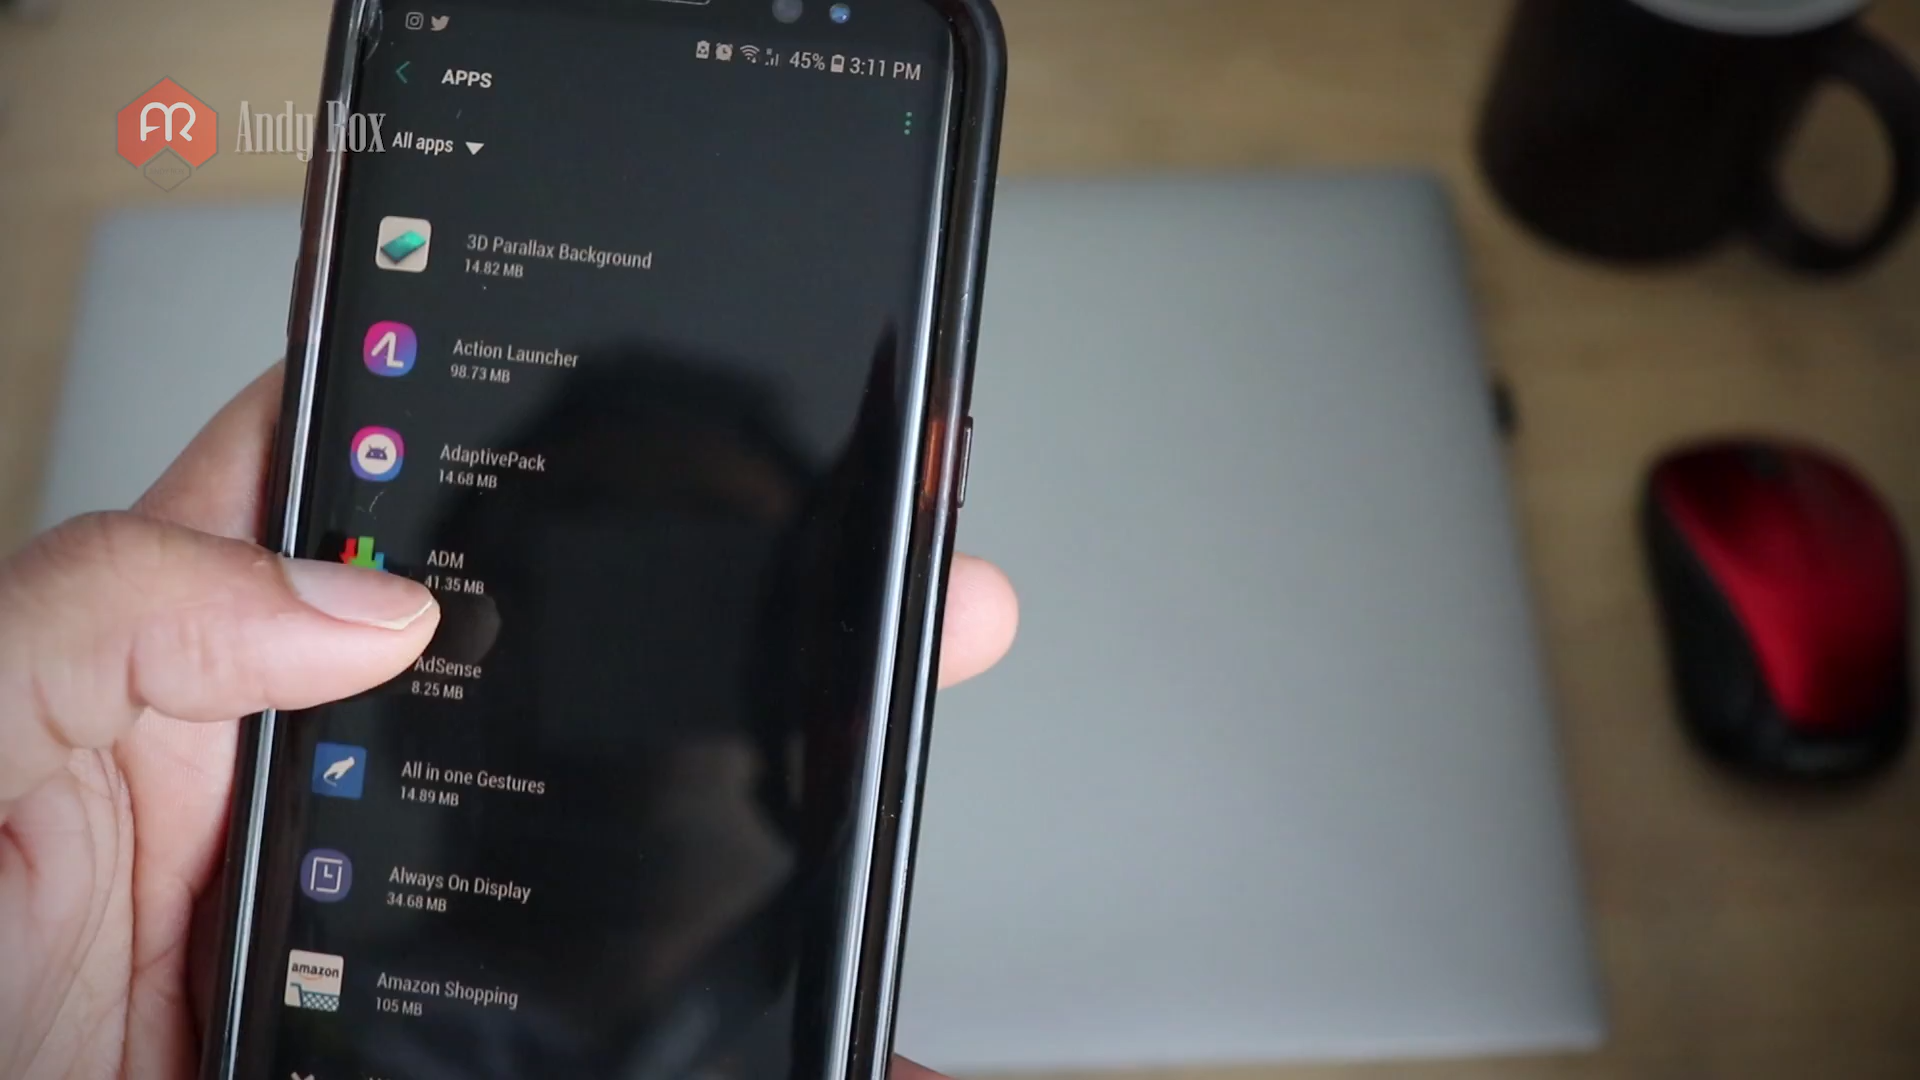 45% 3:11 PM
APPS
Andy Rox
All apps
3D Parallax Background
14.82 MB
Action Launcher
98.73 MB
AdaptivePack
14.68 MB
ADM
41.35 MB
AdSense
8.25 MB
All in one Gestures
14.89 MB
Always On Display
34.68 MB
amazon
Amazon Shopping
105 MB